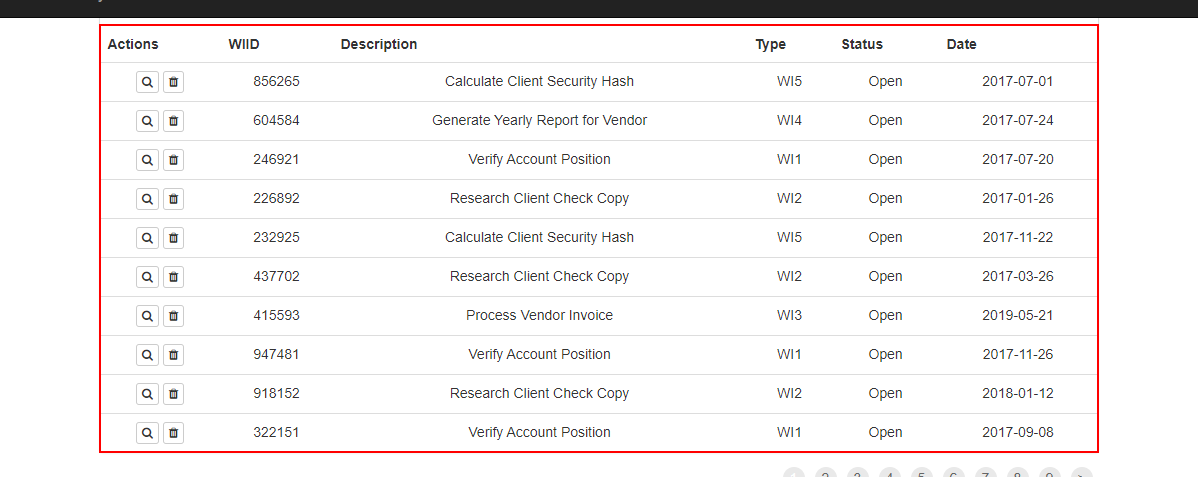 Actions WIID Description Type Status Date
856265 Calculate Client Security Hash WI5 Open 2017-07-01
604584 Generate Yearly Report for Vendor WI4 Open 2017-07-24
246921 Verify Account Position WI1 Open 2017-07-20
226892 Research Client Check Copy WI2 Open 2017-01-26
232925 Calculate Client Security Hash WI5 Open 2017-11-22
437702 Research Client Check Copy WI2 Open 2017-03-26
415593 Process Vendor Invoice WI3 Open 2019-05-21
947481 Verify Account Position WI1 Open 2017-11-26
918152 Research Client Check Copy WI2 Open 2018-01-12
322151 Verify Account Position WI1 Open 2017-09-08
1 2 3 4 5 6 7 8 9 >